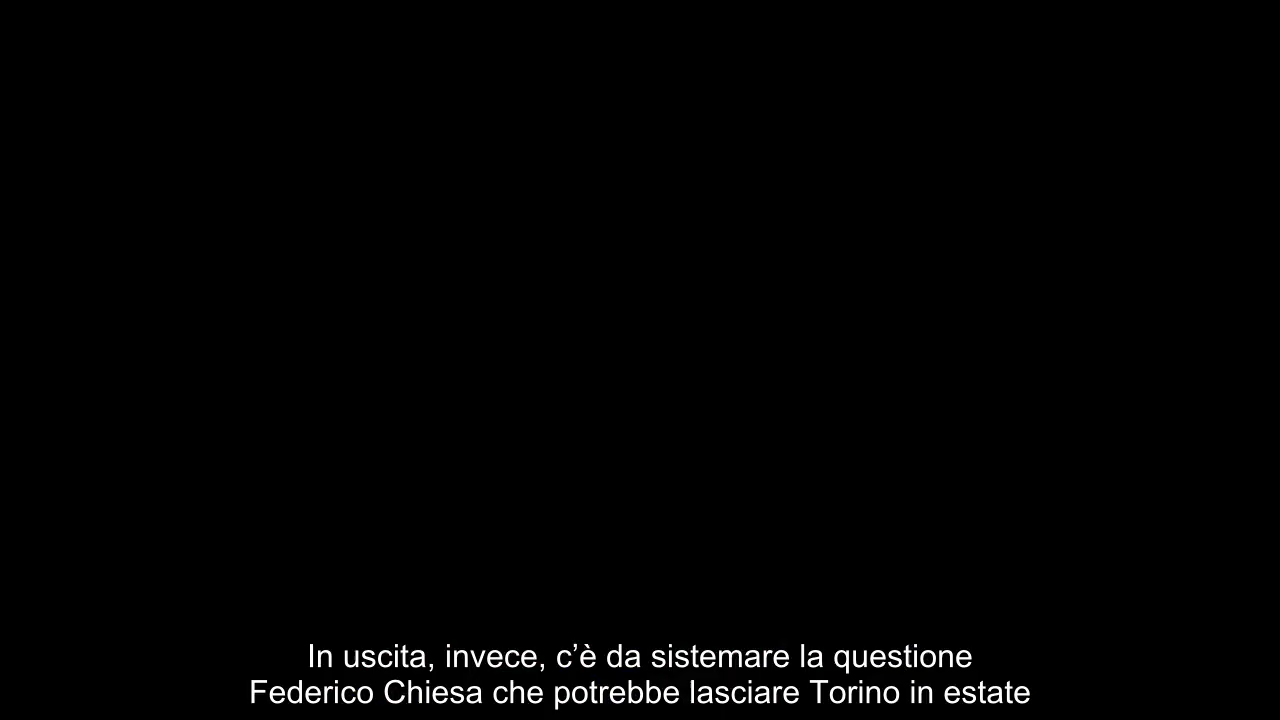 In uscita, invece, c’è da sistemare la questione
Federico Chiesa che potrebbe lasciare Torino in estate